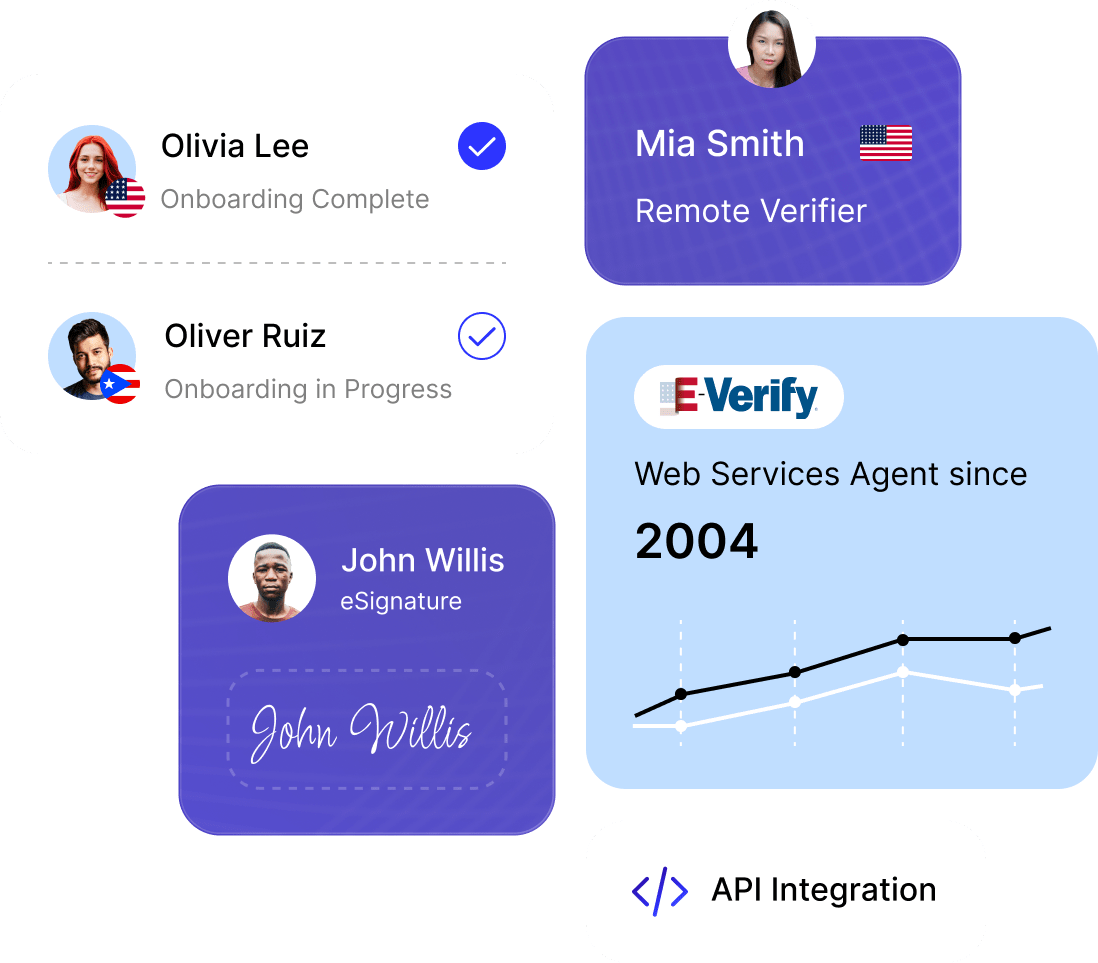 Olivia Lee
Onboarding Complete
Oliver Ruiz
Onboarding in Progress
Mia Smith
Remote Verifier
John Willis
eSignature
John Willis
E-Verify
Web Services Agent since
2004
API Integration